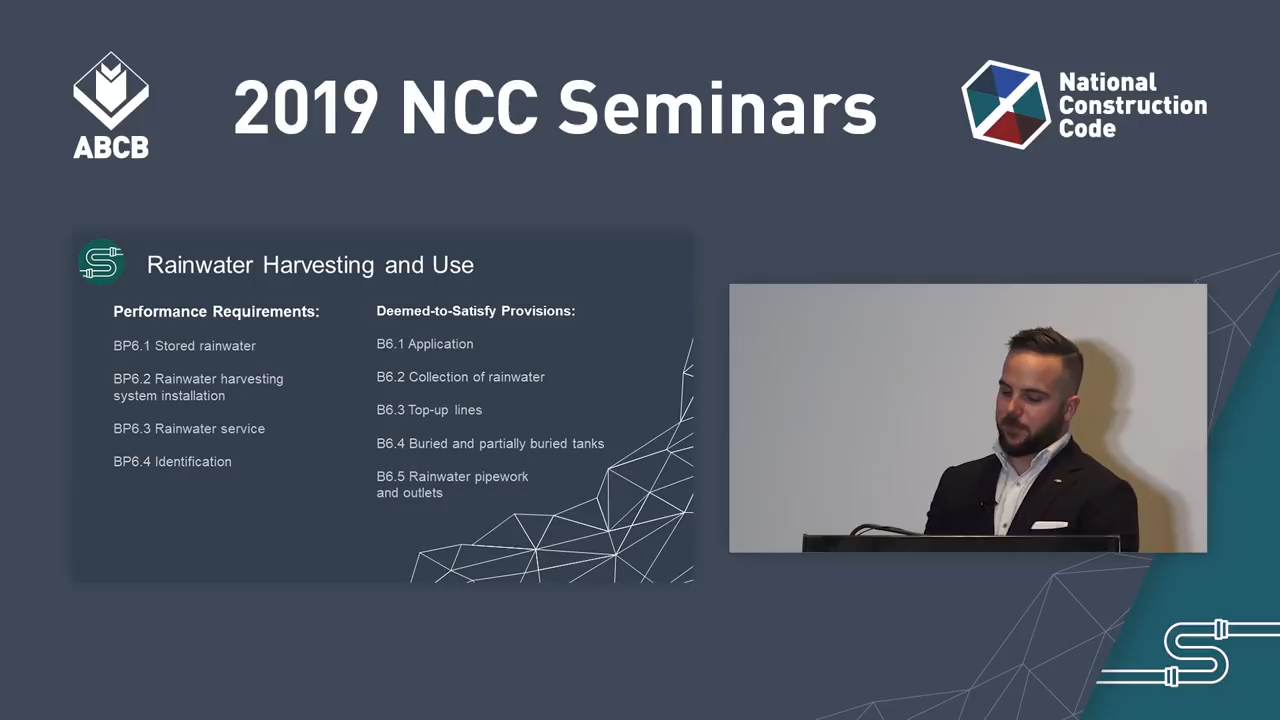 ABCB
2019 NCC Seminars
National
Construction
Code
Rainwater Harvesting and Use
Performance Requirements:
BP6.1 Stored rainwater
BP6.2 Rainwater harvesting
system installation
BP6.3 Rainwater service
BP6.4 Identification
Deemed-to-Satisfy Provisions:
B6.1 Application
B6.2 Collection of rainwater
B6.3 Top-up lines
B6.4 Buried and partially buried tanks
B6.5 Rainwater pipework
and outlets